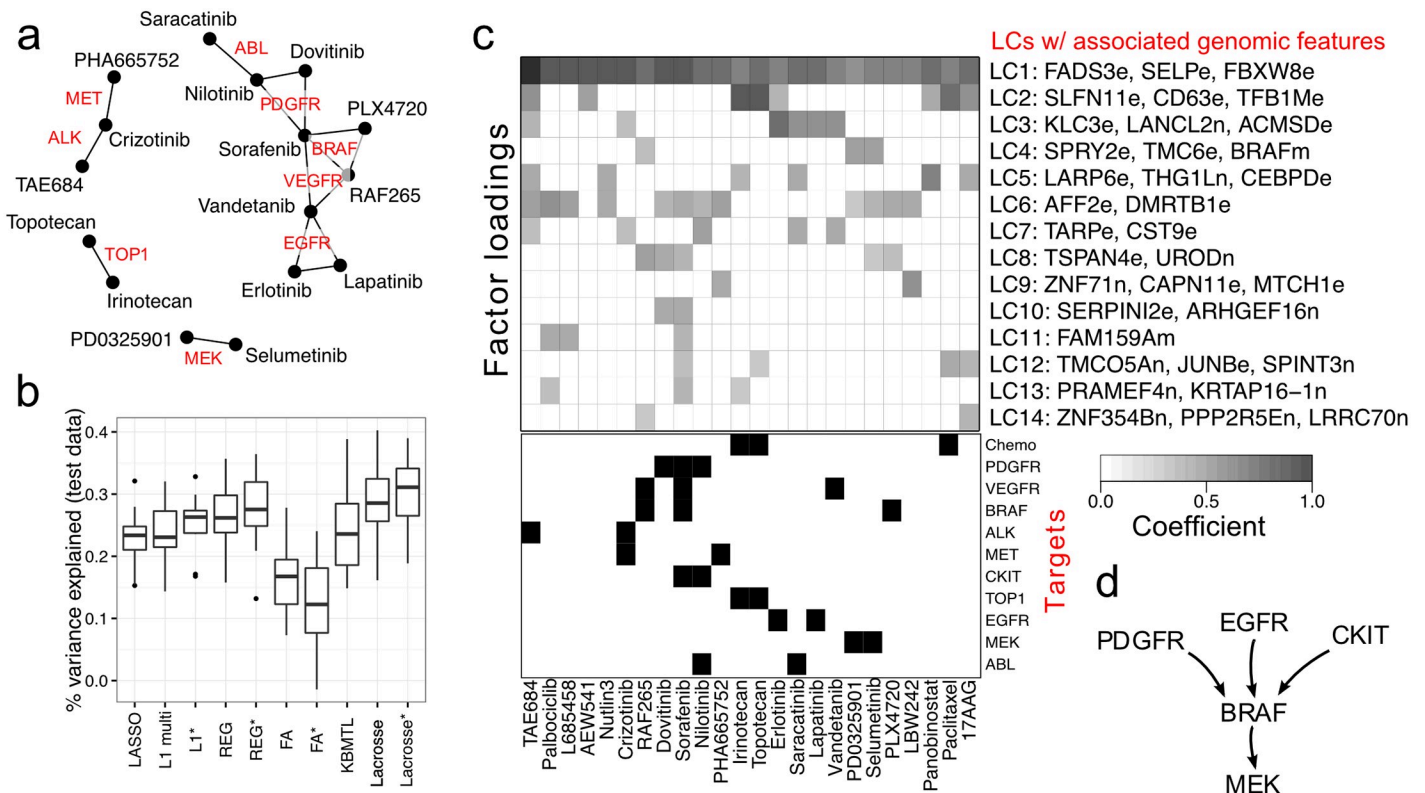 a
Saracatinib
ABL
PHA665752
Dovitinib
MET
Nilotinib
PDGFR
PLX4720
ALK
Crizotinib
Sorafenib
BRAF
TAE684
VEGFR
RAF265
Vandetanib
Topotecan
TOP1
EGFR
Irinotecan
Erlotinib
Lapatinib
PD0325901
MEK
Selumetinib
b
% variance explained (test data)
0.4
0.3
0.2
0.1
0.0
LASSO
L1 multi
L1*
REG
REG*
FA
FA*
KBMTL
Lacrosse
Lacrosse*
c
Factor loadings
LCs w/ associated genomic features
LC1: FADS3e, SELPe, FBXW8e
LC2: SLFN11e, CD63e, TFB1Me
LC3: KLC3e, LANCL2n, ACMSDe
LC4: SPRY2e, TMC6e, BRAFm
LC5: LARP6e, THG1Ln, CEBPDe
LC6: AFF2e, DMRTB1e
LC7: TARPe, CST9e
LC8: TSPAN4e, URODn
LC9: ZNF71n, CAPN11e, MTCH1e
LC10: SERPINI2e, ARHGEF16n
LC11: FAM159Am
LC12: TMCO5An, JUNBe, SPINT3n
LC13: PRAMEF4n, KRTAP16−1n
LC14: ZNF354Bn, PPP2R5En, LRRC70n
Chemo
PDGFR
VEGFR
BRAF
ALK
MET
CKIT
TOP1
EGFR
MEK
ABL
Targets
TAE684
Palbociclib
L685458
AEW541
Nutlin3
Crizotinib
RAF265
Dovitinib
Sorafenib
Nilotinib
PHA665752
Irinotecan
Topotecan
Erlotinib
Saracatinib
Lapatinib
Vandetanib
PD0325901
Selumetinib
PLX4720
LBW242
Panobinostat
Paclitaxel
17AAG
0.0 0.5 1.0
Coefficient
d
PDGFR
EGFR
CKIT
BRAF
MEK